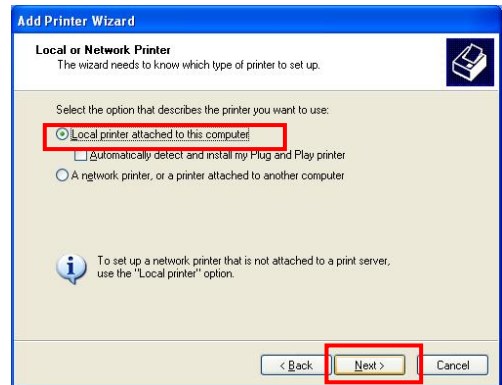 Add Printer Wizard
Local or Network Printer
The wizard needs to know which type of printer to set up.
Select the option that describes the printer you want to use:
Local printer attached to this computer
Automatically detect and install my Plug and Play printer
A network printer, or a printer attached to another computer
To set up a network printer that is not attached to a print server,
use the "Local printer" option.
< Back Next > Cancel